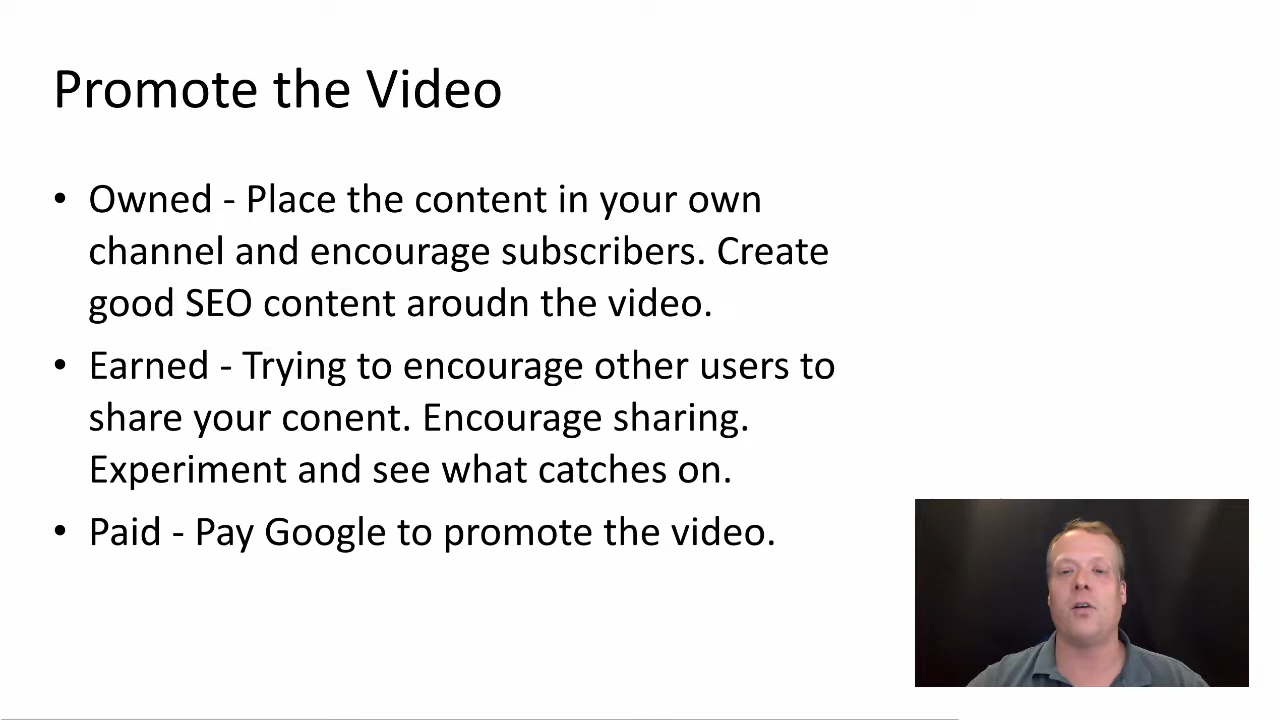 Promote the Video
• Owned - Place the content in your own
channel and encourage subscribers. Create
good SEO content aroudn the video.
• Earned - Trying to encourage other users to
share your conent. Encourage sharing.
Experiment and see what catches on.
• Paid - Pay Google to promote the video.